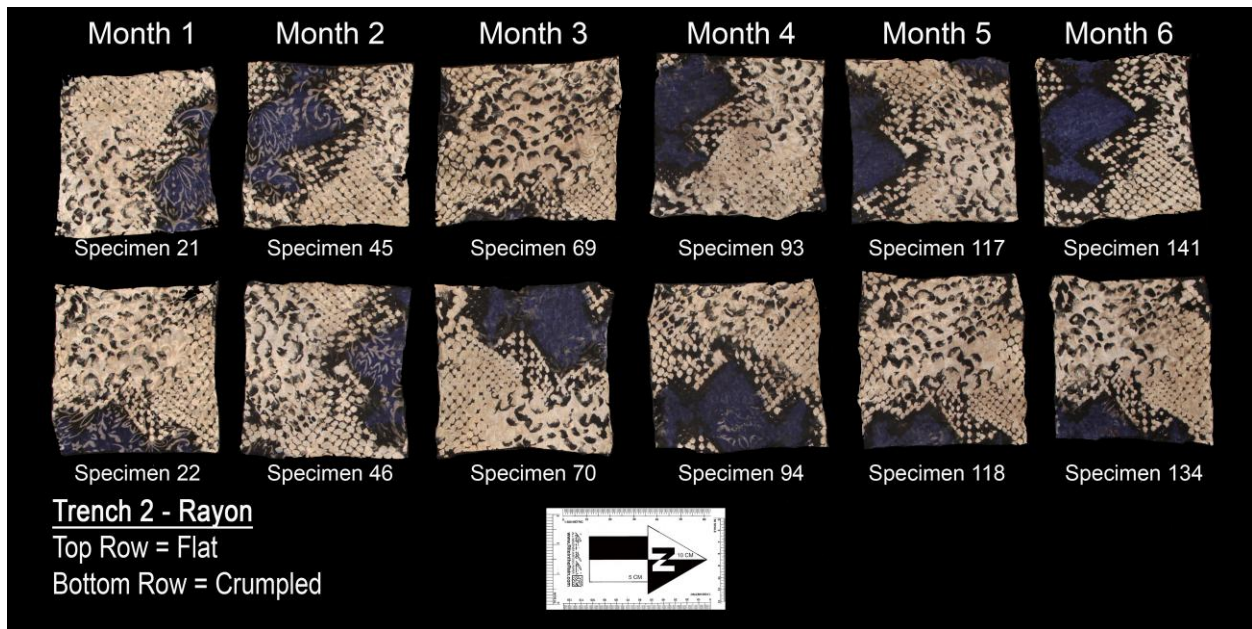 Month 1 Month 2 Month 3 Month 4 Month 5 Month 6
Specimen 21 Specimen 45 Specimen 69 Specimen 93 Specimen 117 Specimen 141
Specimen 22 Specimen 46 Specimen 70 Specimen 94 Specimen 118 Specimen 134
Trench 2 - Rayon
Top Row = Flat
Bottom Row = Crumpled
N
10 CM
5 CM